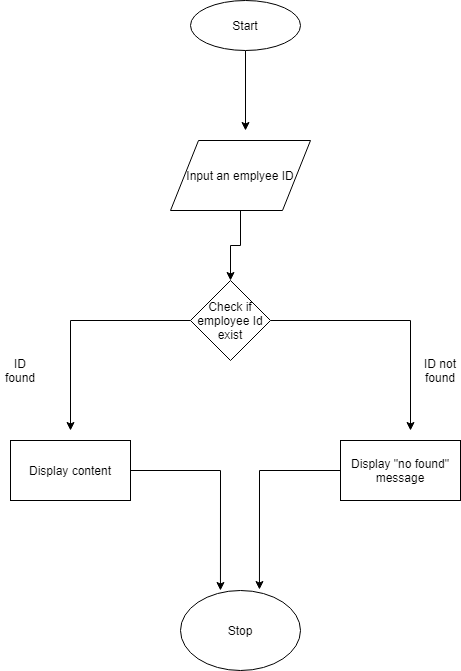 Start
Input an emplyee ID
Check if
employee Id
exist
ID
found
ID not
found
Display content
Display "no found"
message
Stop